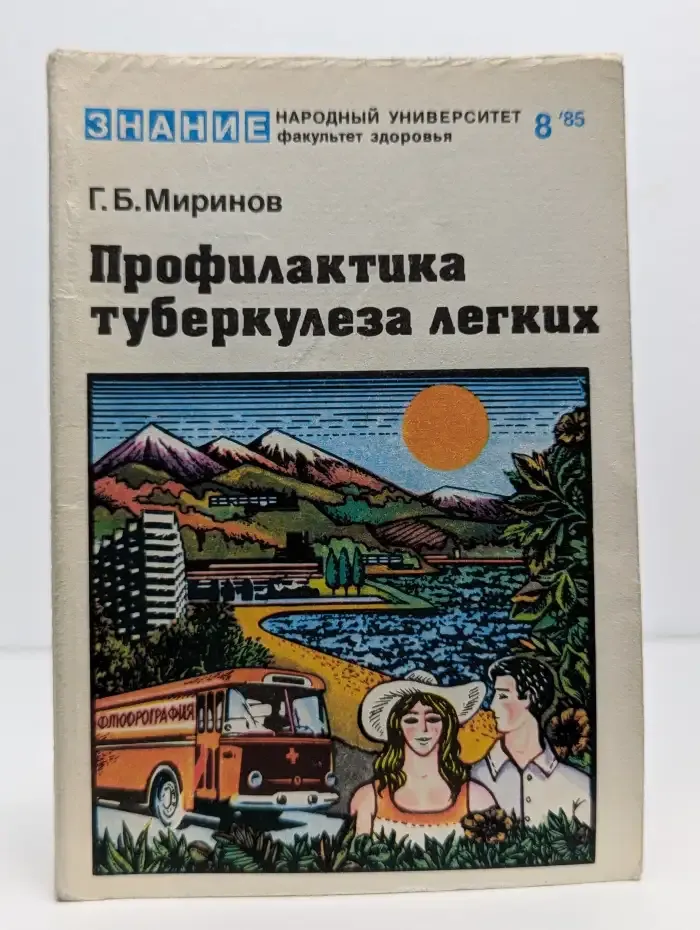 ЗНАНИЕ НАРОДНЫЙ УНИВЕРСИТЕТ
факультет здоровья
8 '85
Г.Б.Миринов
Профилактика
туберкулеза легких
ФЛЮОРОГРАФИЯ